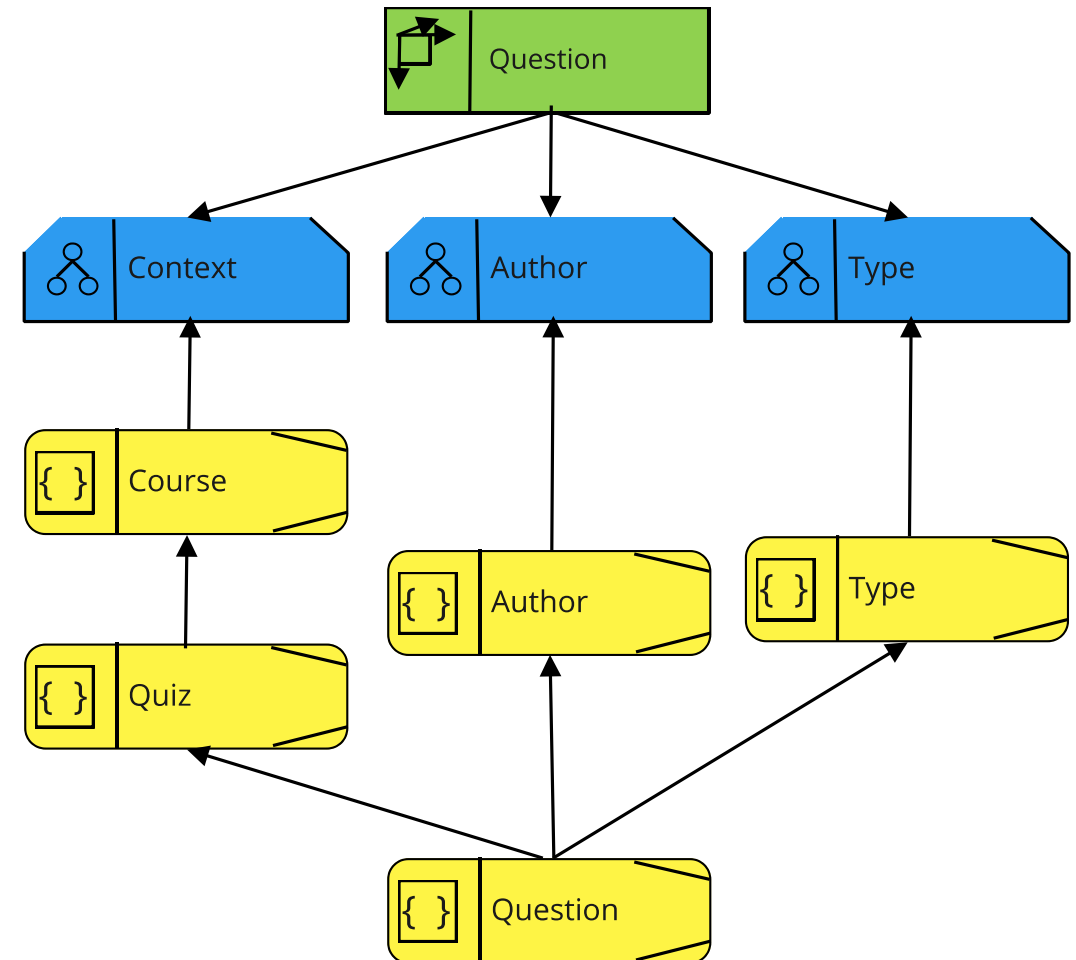 Question
Context
Author
Type
{ } Course
{ } Author
{ } Type
{ } Quiz
{ } Question